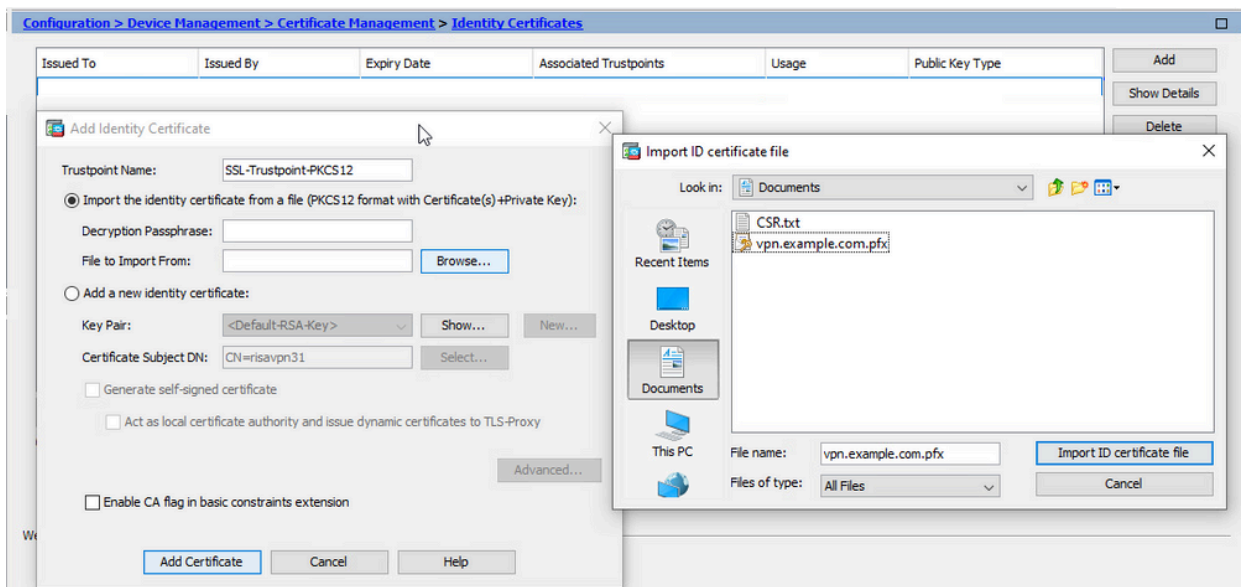 Configuration > Device Management > Certificate Management > Identity Certificates
Issued To Issued By Expiry Date Associated Trustpoints Usage Public Key Type
Add
Show Details
Delete
Add Identity Certificate
Trustpoint Name: SSL-Trustpoint-PKCS12
Import the identity certificate from a file (PKCS12 format with Certificate(s)+Private Key):
Decryption Passphrase:
File to Import From: Browse...
Add a new identity certificate:
Key Pair: <Default-RSA-Key> Show... New...
Certificate Subject DN: CN=risavpn31 Select...
Generate self-signed certificate
Act as local certificate authority and issue dynamic certificates to TLS-Proxy
Advanced...
Enable CA flag in basic constraints extension
Add Certificate Cancel Help
Import ID certificate file
Look in: Documents
Recent Items
Desktop
Documents
This PC
CSR.txt
vpn.example.com.pfx
File name: vpn.example.com.pfx Import ID certificate file
Files of type: All Files Cancel